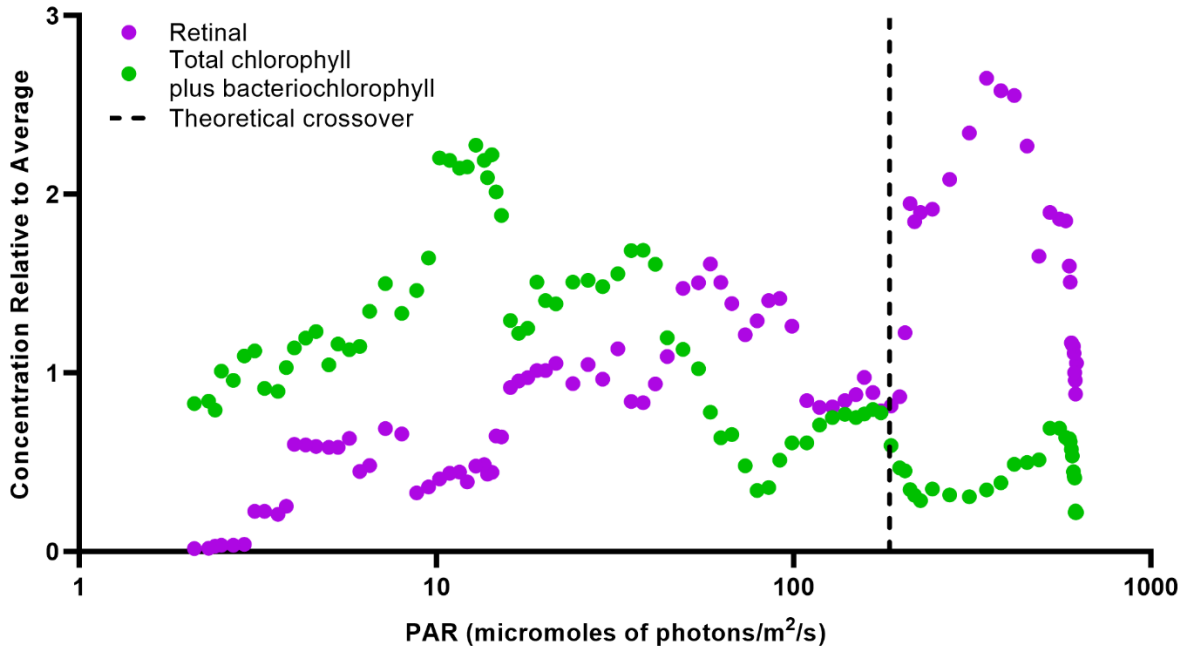 3
Retinal
Total chlorophyll
plus bacteriochlorophyll
Theoretical crossover
2
1
0
Concentration Relative to Average
1
10
100
1000
PAR (micromoles of photons/m²/s)